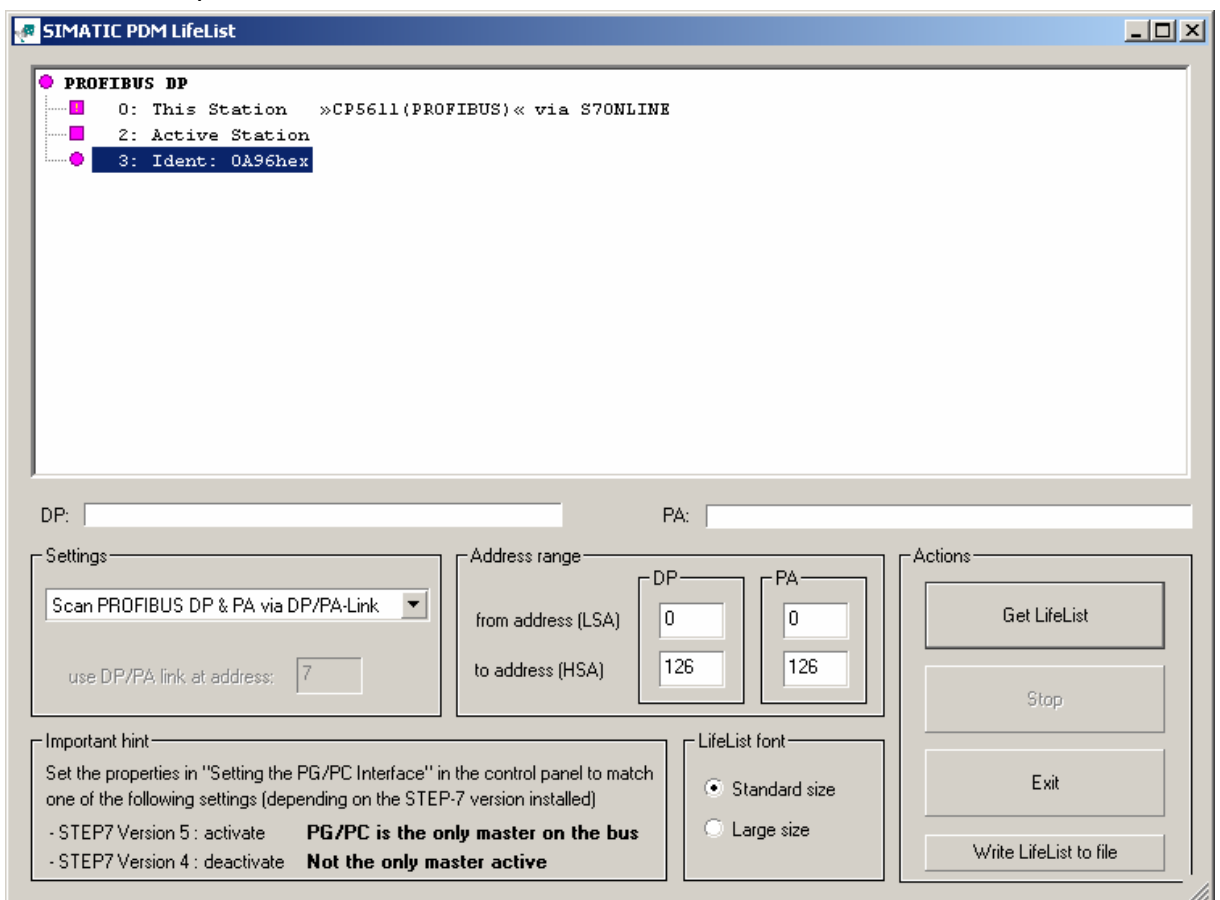 SIMATIC PDM LifeList
PROFIBUS DP
0: This Station »CP5611(PROFIBUS)« via S7ONLINE
2: Active Station
3: Ident: 0A96hex
DP:
PA:
Settings
Scan PROFIBUS DP & PA via DP/PA-Link
use DP/PA link at address: 7
Address range
DP PA
from address (LSA) 0 0
to address (HSA) 126 126
Actions
Get LifeList
Stop
Exit
Write LifeList to file
Important hint
Set the properties in "Setting the PG/PC Interface" in the control panel to match
one of the following settings (depending on the STEP-7 version installed)
- STEP7 Version 5 : activate PG/PC is the only master on the bus
- STEP7 Version 4 : deactivate Not the only master active
LifeList font
Standard size
Large size